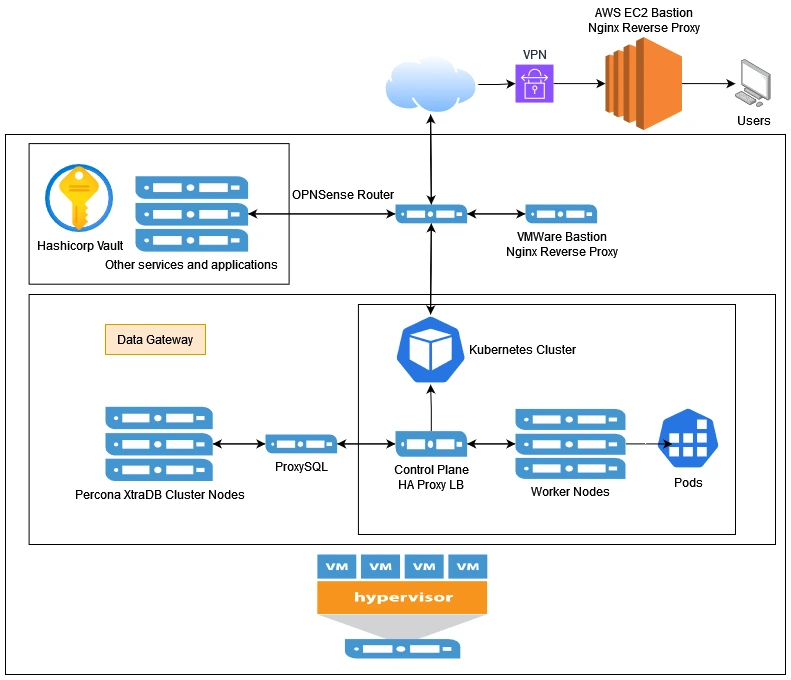 AWS EC2 Bastion
Nginx Reverse Proxy
VPN
Users
OPNSense Router
Hashicorp Vault
Other services and applications
VMWare Bastion
Nginx Reverse Proxy
Data Gateway
Kubernetes Cluster
Percona XtraDB Cluster Nodes
ProxySQL
Control Plane
HA Proxy LB
Worker Nodes
Pods
VM VM VM VM
hypervisor